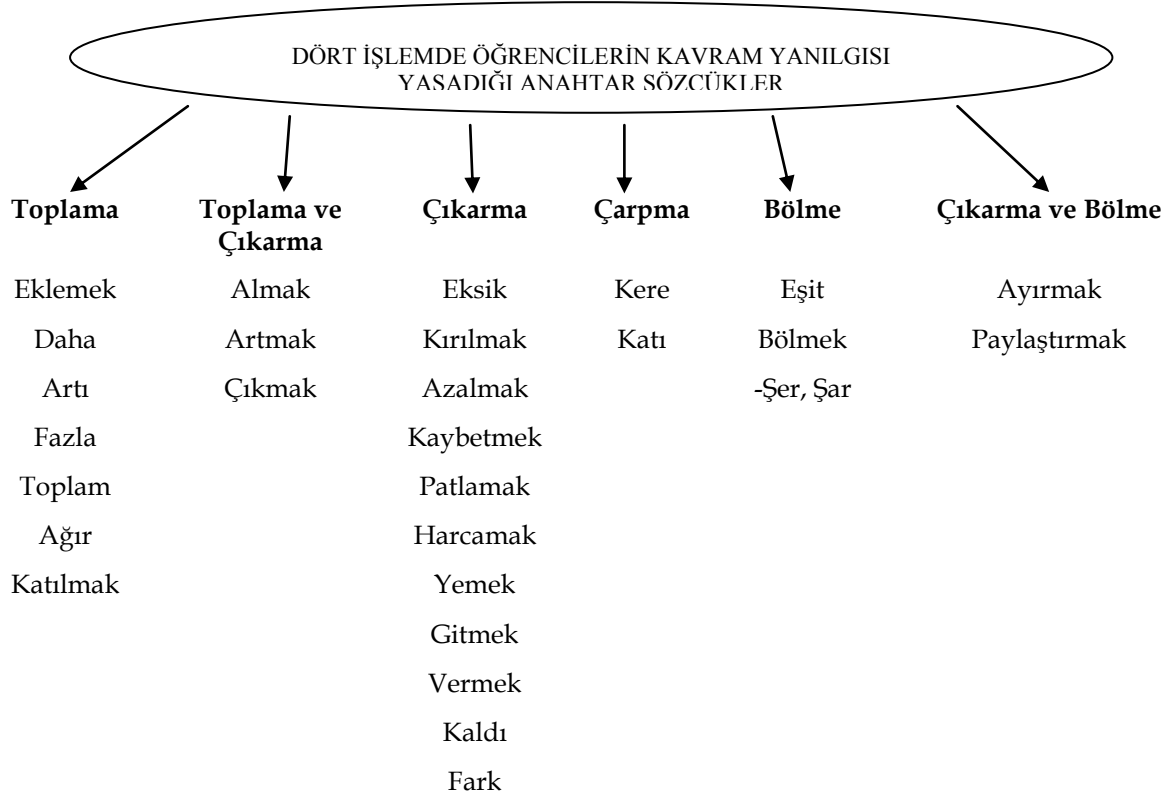 DÖRT İŞLEMDE ÖĞRENCİLERİN KAVRAM YANILGISI
YAŞADIĞI ANAHTAR SÖZCÜKLER
Toplama
Eklemek
Daha
Artı
Fazla
Toplam
Ağır
Katılmak
Toplama ve
Çıkarma
Almak
Artmak
Çıkmak
Çıkarma
Eksik
Kırılmak
Azalmak
Kaybetmek
Patlamak
Harcamak
Yemek
Gitmek
Vermek
Kaldı
Fark
Çarpma
Kere
Katı
Bölme
Eşit
Bölmek
-Şer, Şar
Çıkarma ve Bölme
Ayırmak
Paylaştırmak